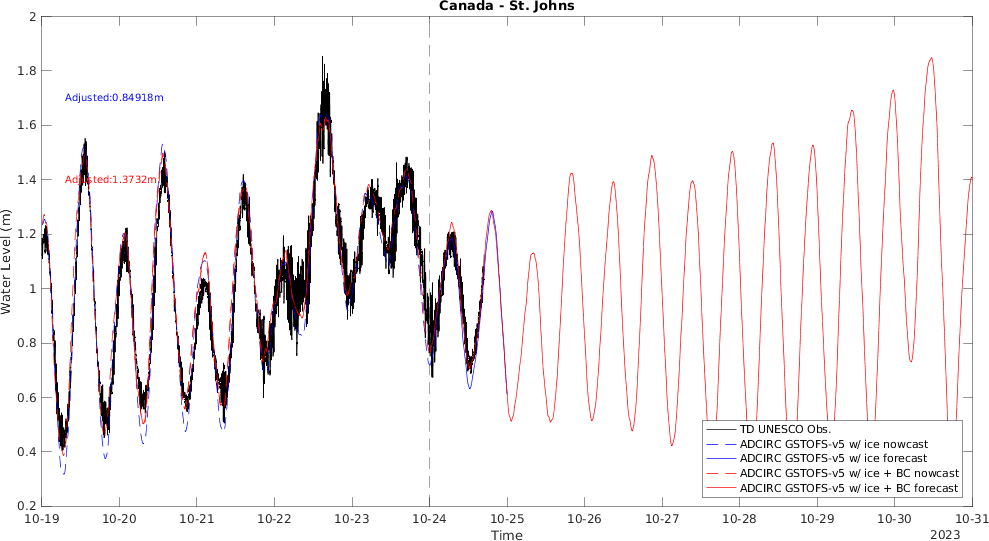 Canada - St. Johns
2
1.8
1.6
1.4
1.2
1
0.8
0.6
0.4
0.2
Water Level (m)
Adjusted:0.84918m
Adjusted:1.3732m
TD UNESCO Obs.
ADCIRC GSTOFS-v5 w/ ice nowcast
ADCIRC GSTOFS-v5 w/ ice forecast
ADCIRC GSTOFS-v5 w/ ice + BC nowcast
ADCIRC GSTOFS-v5 w/ ice + BC forecast
10-19 10-20 10-21 10-22 10-23 10-24 10-25 10-26 10-27 10-28 10-29 10-30 10-31
Time
2023